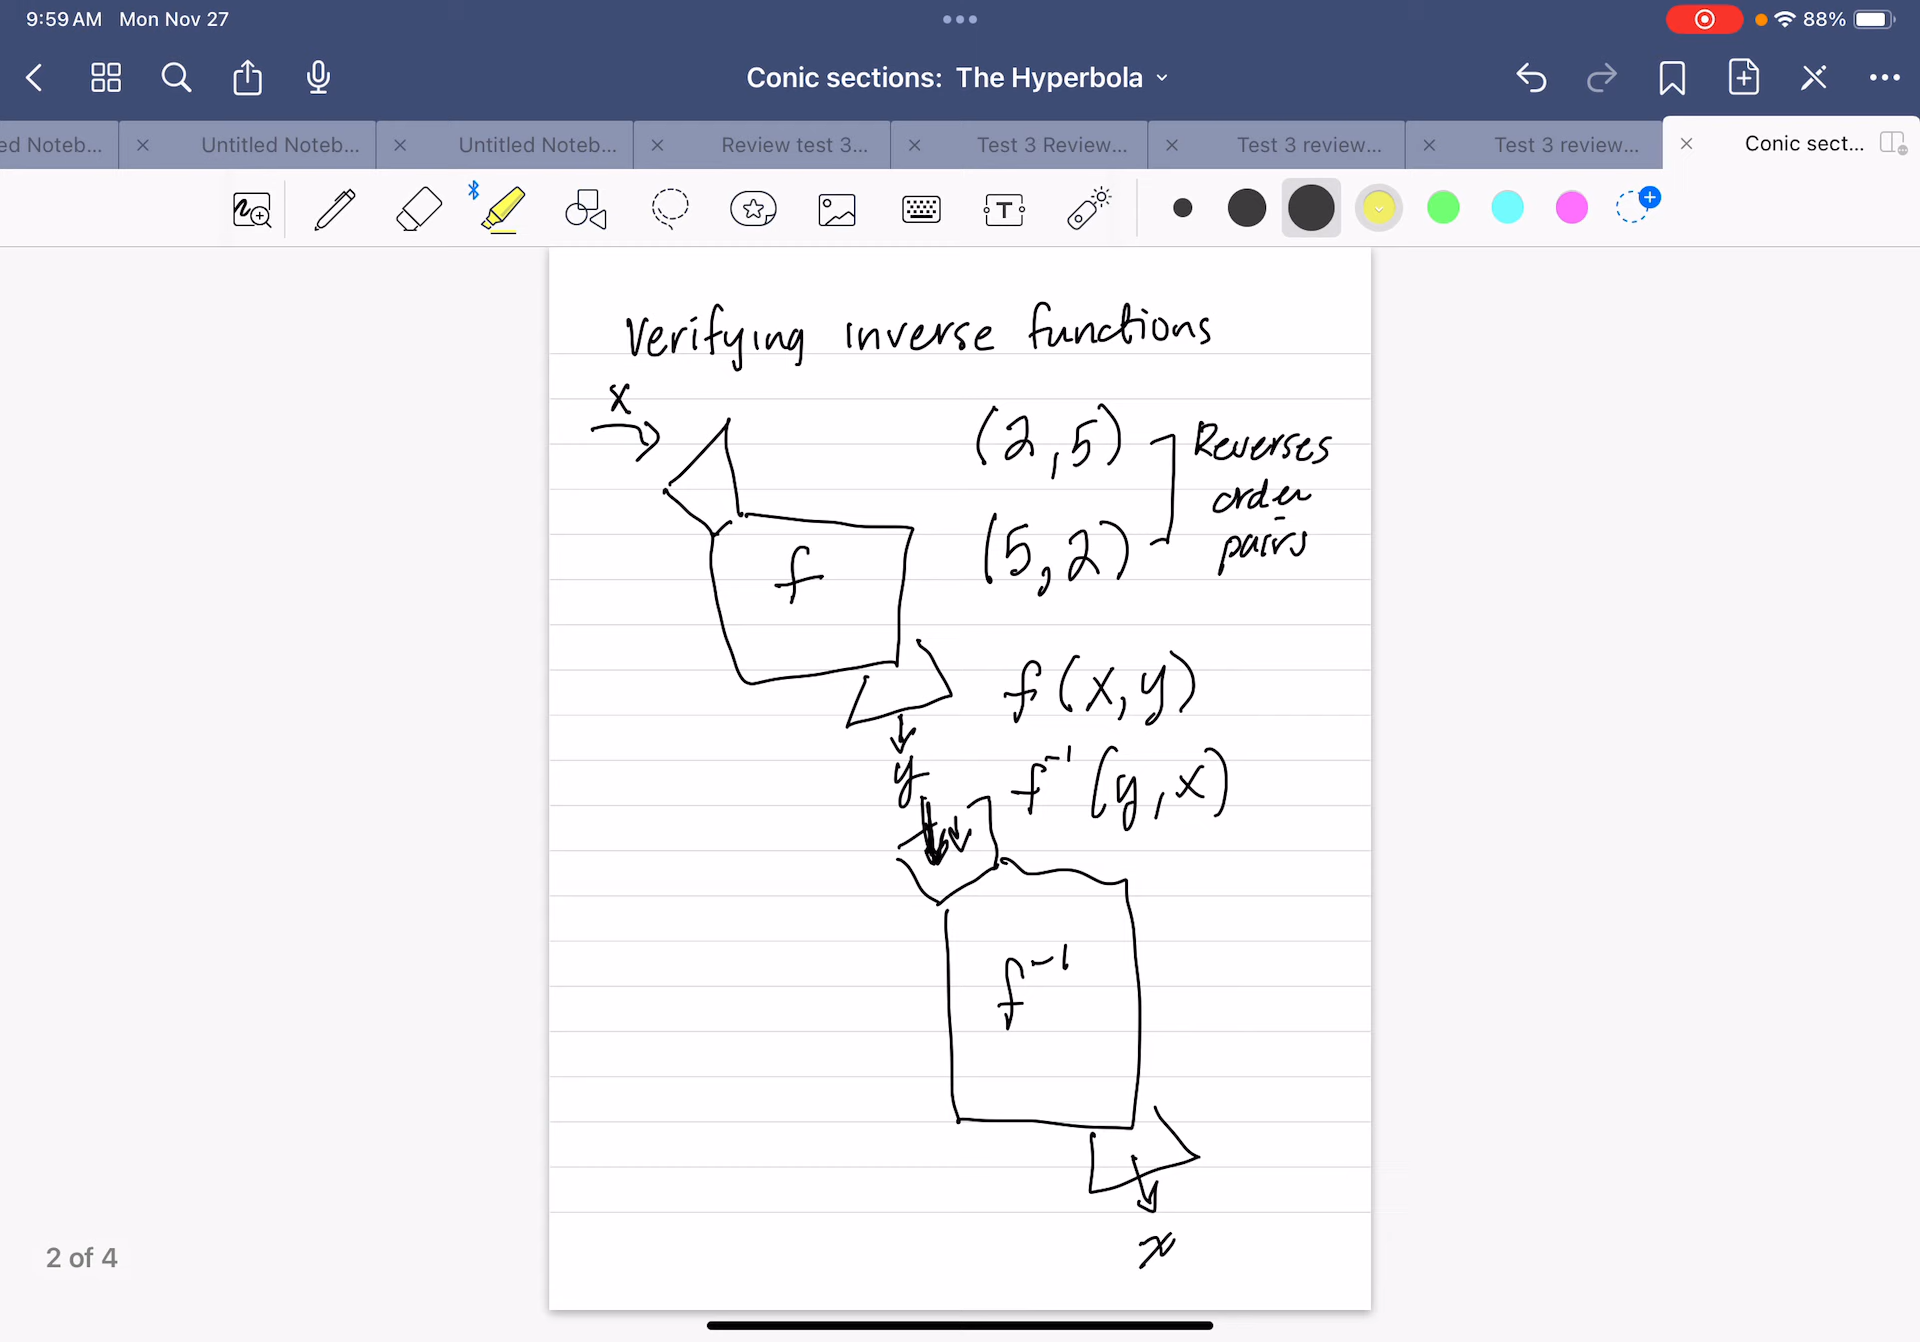 9:59 AM Mon Nov 27
88%
Conic sections: The Hyperbola
ed Noteb...
Untitled Noteb...
Untitled Noteb...
Review test 3...
Test 3 Review...
Test 3 review...
Test 3 review...
Conic sect...
T
Verifying inverse functions
x
(2,5)
Reverses
order
pairs
(5,2)
f
f(x,y)
y
f⁻¹(y,x)
f⁻¹
x
2 of 4